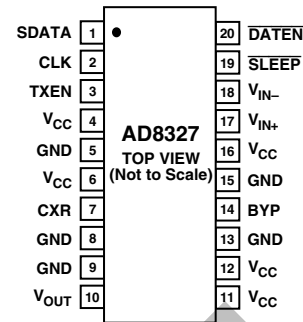 SDATA 1 20 DATEN
CLK 2 19 SLEEP
TXEN 3 18 VIN–
VCC 4 17 VIN+
AD8327
GND 5 16 VCC
TOP VIEW
(Not to Scale)
VCC 6 15 GND
CXR 7 14 BYP
GND 8 13 GND
GND 9 12 VCC
VOUT 10 11 VCC